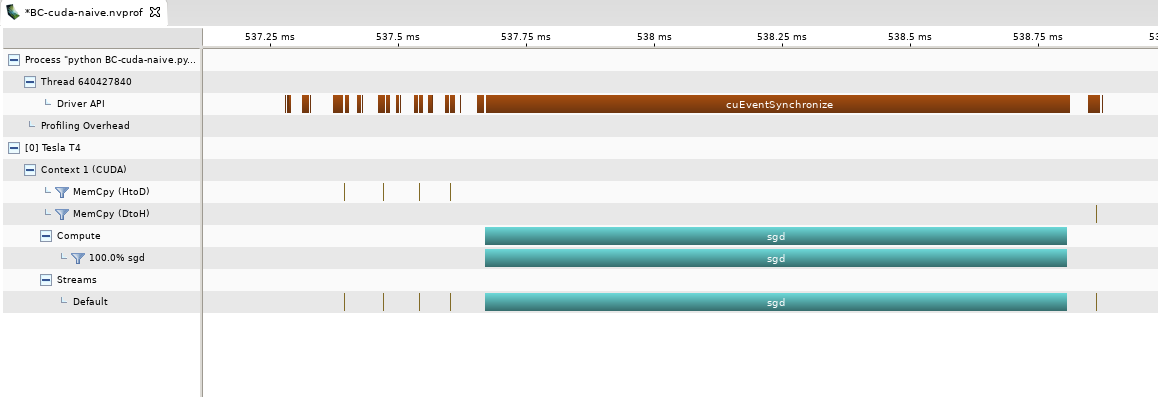 *BC-cuda-naive.nvprof
537.25 ms 537.5 ms 537.75 ms 538 ms 538.25 ms 538.5 ms 538.75 ms 53
Process "python BC-cuda-naive.py...
Thread 640427840
Driver API cuEventSynchronize
Profiling Overhead
[0] Tesla T4
Context 1 (CUDA)
MemCpy (HtoD)
MemCpy (DtoH)
Compute sgd
100.0% sgd sgd
Streams
Default sgd